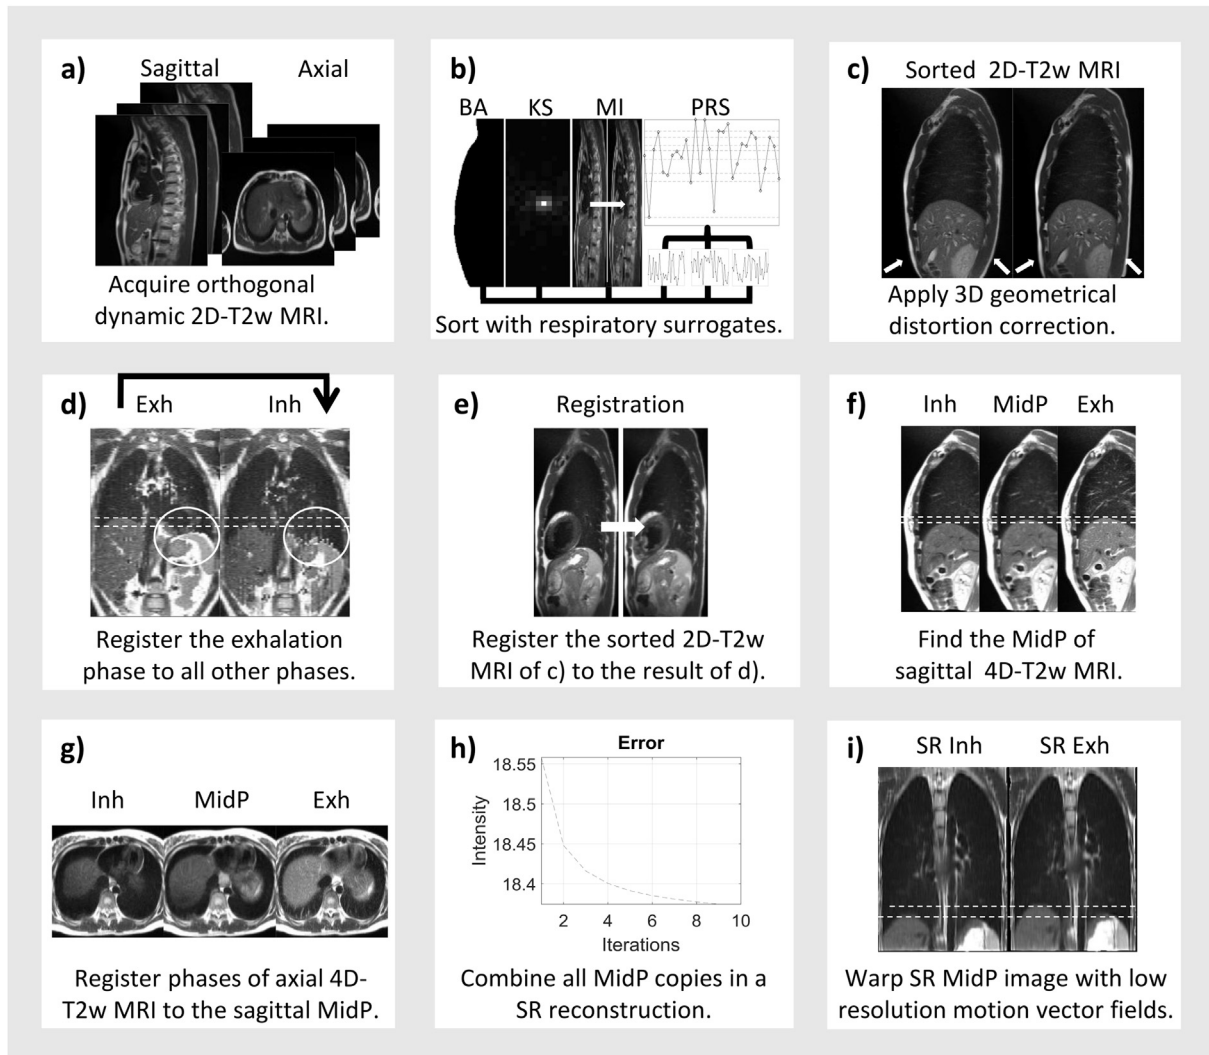 a)
Sagittal Axial
Acquire orthogonal
dynamic 2D-T2w MRI.
b)
BA KS MI PRS
Sort with respiratory surrogates.
c)
Sorted 2D-T2w MRI
Apply 3D geometrical
distortion correction.
d)
Exh Inh
Register the exhalation
phase to all other phases.
e)
Registration
Register the sorted 2D-T2w
MRI of c) to the result of d).
f)
Inh MidP Exh
Find the MidP of
sagittal 4D-T2w MRI.
g)
Inh MidP Exh
Register phases of axial 4D-
T2w MRI to the sagittal MidP.
h)
Error
Intensity
18.55
18.5
18.45
18.4
2 4 6 8 10
Iterations
Combine all MidP copies in a
SR reconstruction.
i)
SR Inh SR Exh
Warp SR MidP image with low
resolution motion vector fields.